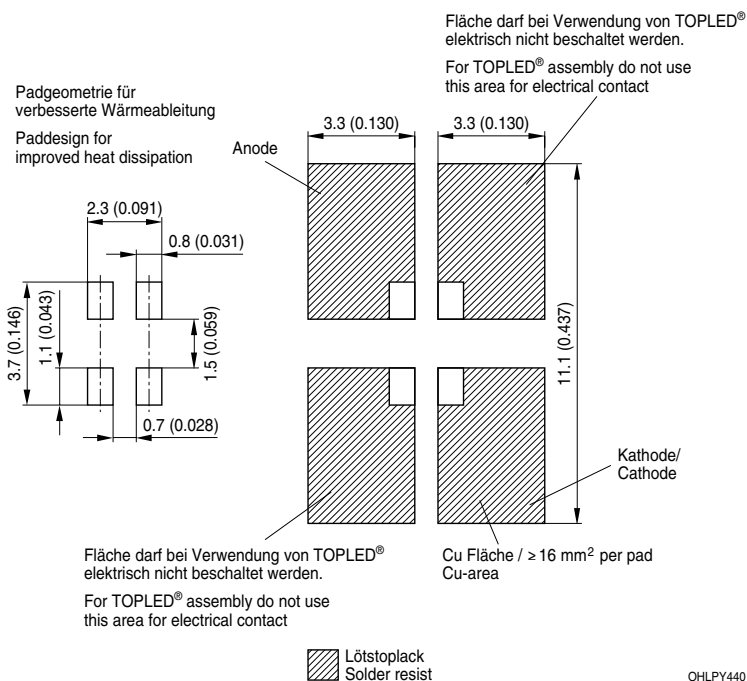 Fläche darf bei Verwendung von TOPLED®
elektrisch nicht beschaltet werden.
For TOPLED® assembly do not use
this area for electrical contact
Padgeometrie für
verbesserte Wärmeableitung
Paddesign for
improved heat dissipation
Anode
3.3 (0.130)
3.3 (0.130)
2.3 (0.091)
0.8 (0.031)
3.7 (0.146)
1.1 (0.043)
1.5 (0.059)
0.7 (0.028)
11.1 (0.437)
Kathode/
Cathode
Fläche darf bei Verwendung von TOPLED®
elektrisch nicht beschaltet werden.
For TOPLED® assembly do not use
this area for electrical contact
Cu Fläche / ≥ 16 mm² per pad
Cu-area
Lötstoplack
Solder resist
OHLPY440